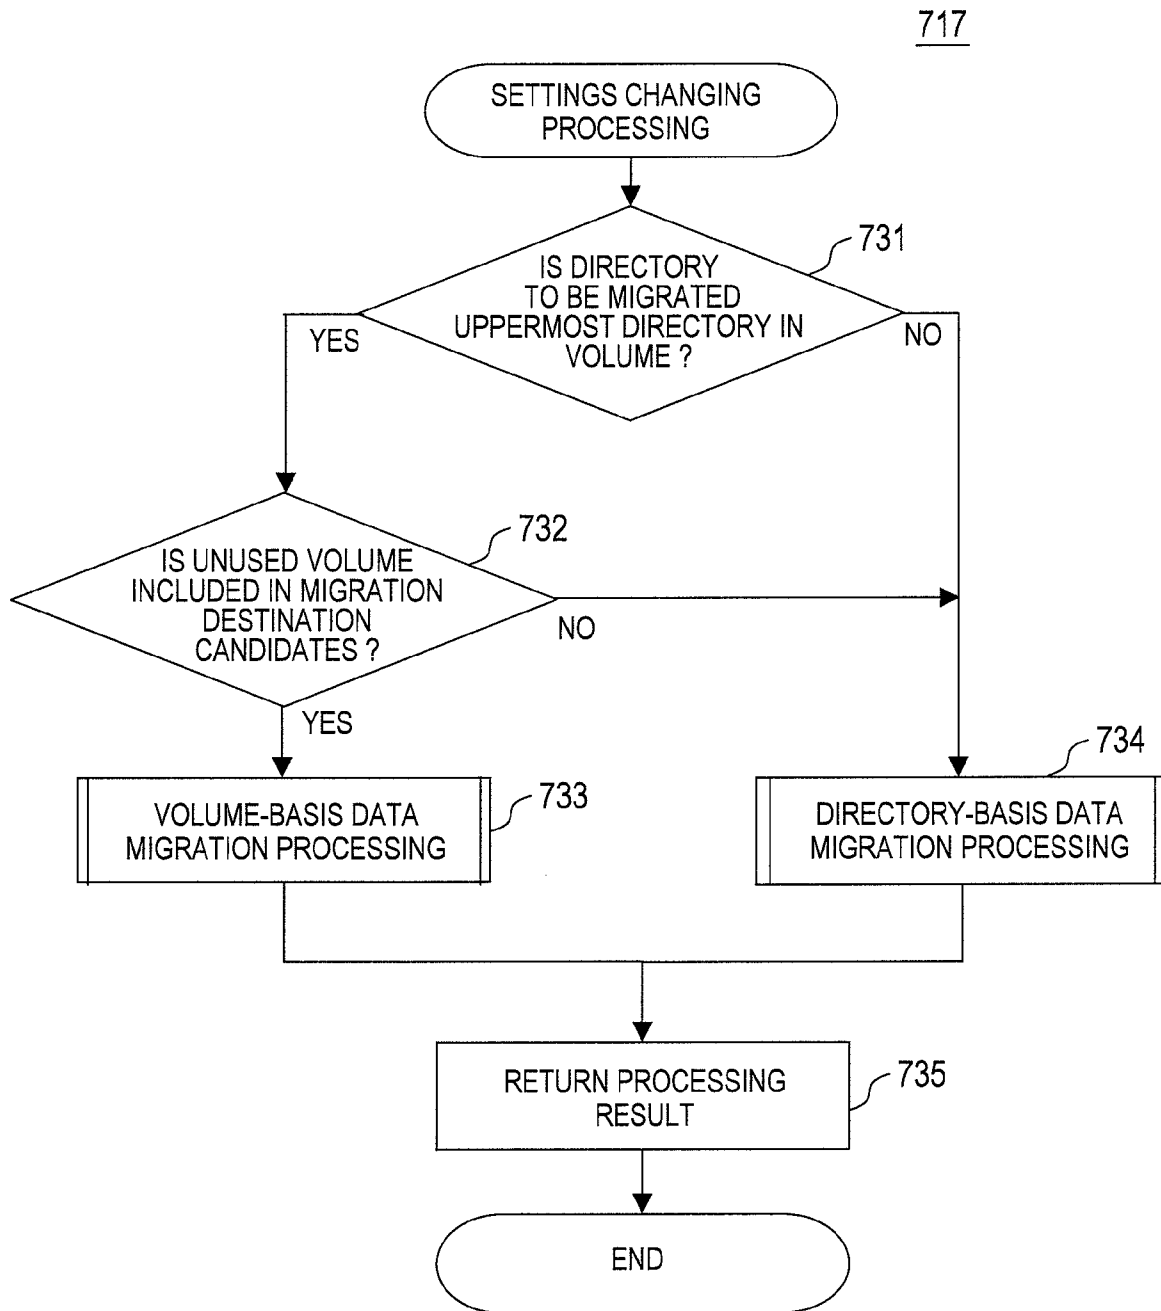 717
SETTINGS CHANGING
PROCESSING
731
IS DIRECTORY
TO BE MIGRATED
UPPERMOST DIRECTORY IN
VOLUME ?
YES
NO
732
IS UNUSED VOLUME
INCLUDED IN MIGRATION
DESTINATION
CANDIDATES ?
NO
YES
733
VOLUME-BASIS DATA
MIGRATION PROCESSING
734
DIRECTORY-BASIS DATA
MIGRATION PROCESSING
RETURN PROCESSING
RESULT
735
END